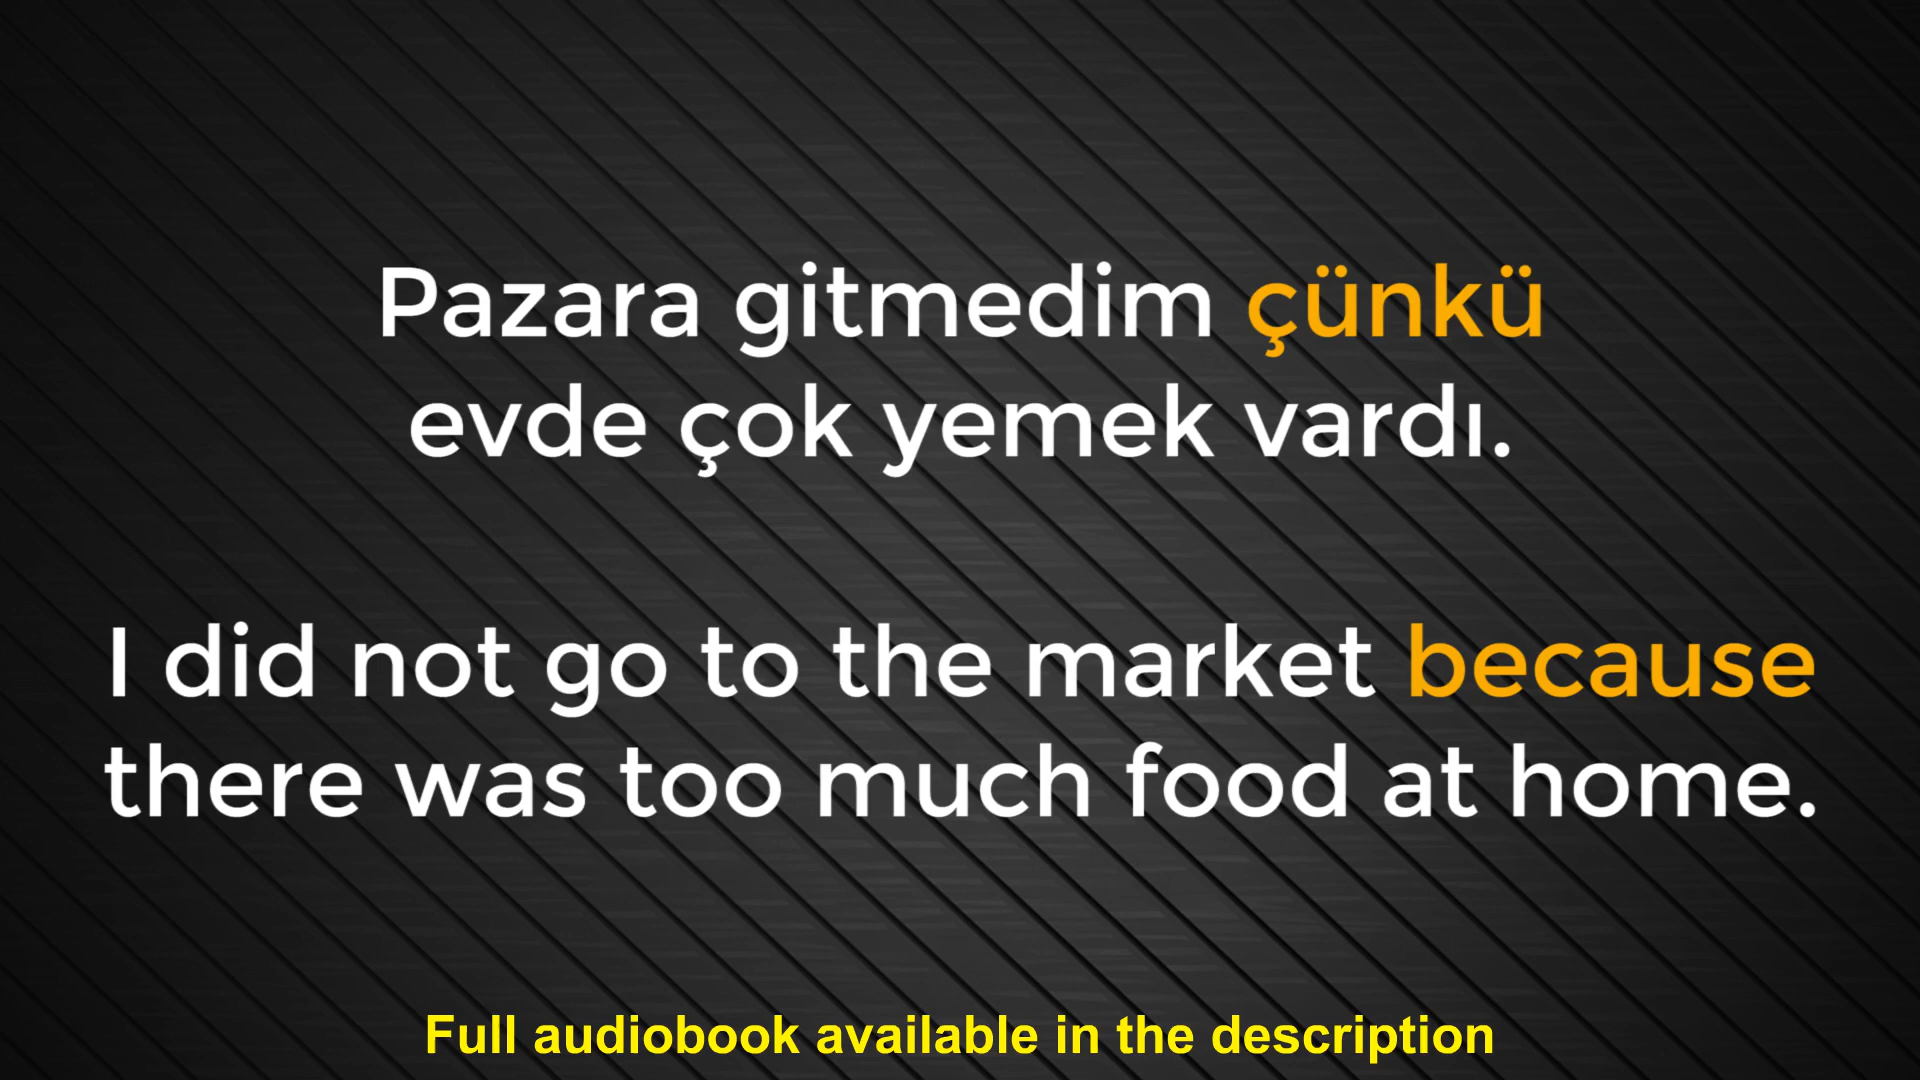 Pazara gitmedim çünkü
evde çok yemek vardı.
I did not go to the market because
there was too much food at home.
Full audiobook available in the description